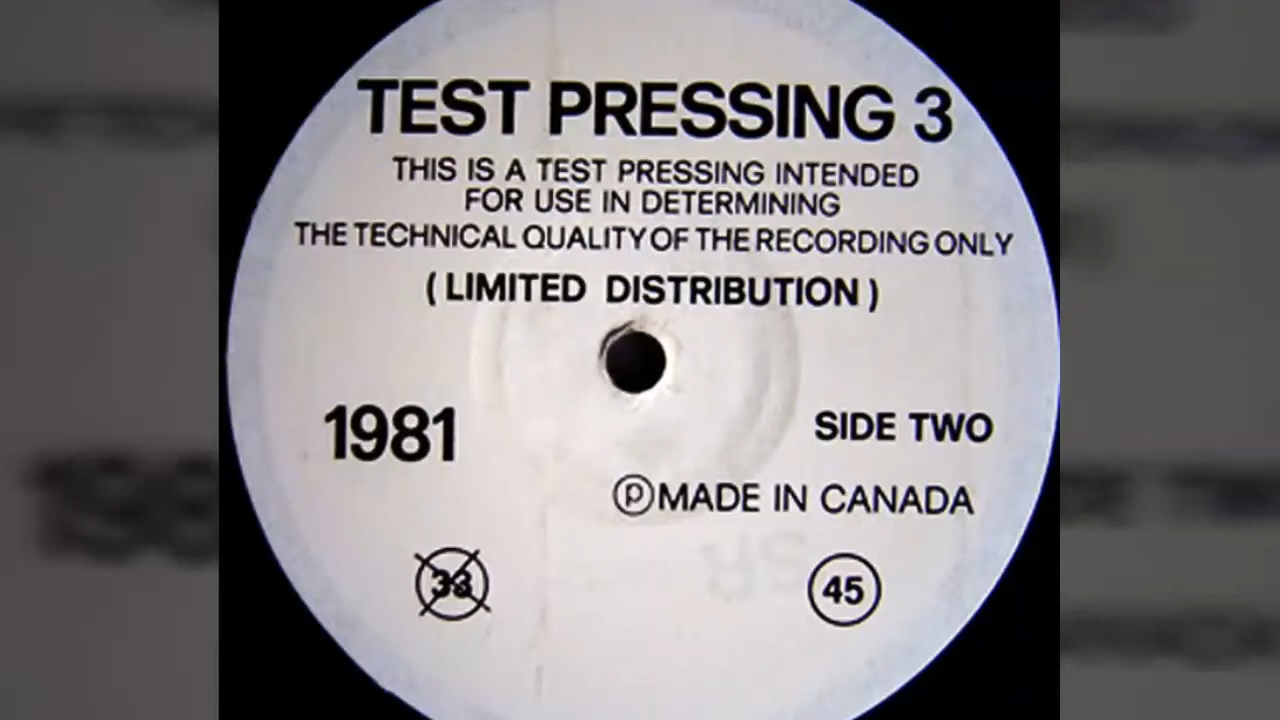 TEST PRESSING 3
THIS IS A TEST PRESSING INTENDED
FOR USE IN DETERMINING
THE TECHNICAL QUALITY OF THE RECORDING ONLY
( LIMITED DISTRIBUTION )
1981
SIDE TWO
ⓟ MADE IN CANADA
33
45